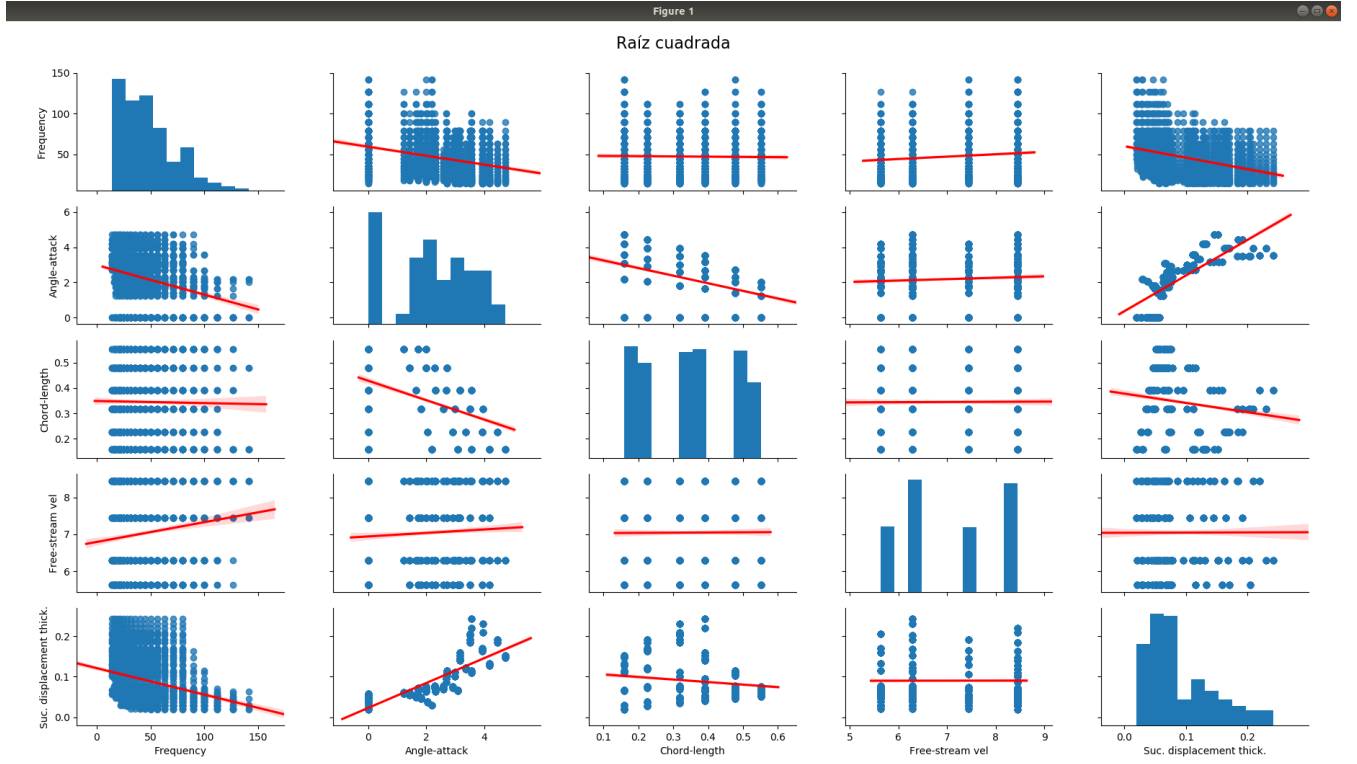 Figure 1
Raíz cuadrada
150
100
50
Frequency
6
4
2
0
Angle-attack
0.5
0.4
0.3
0.2
Chord-length
8
7
6
Free-stream vel
0.2
0.1
0.0
Suc. displacement thick.
0 50 100 150
Frequency
0 2 4
Angle-attack
0.1 0.2 0.3 0.4 0.5 0.6
Chord-length
5 6 7 8 9
Free-stream vel
0.0 0.1 0.2
Suc. displacement thick.